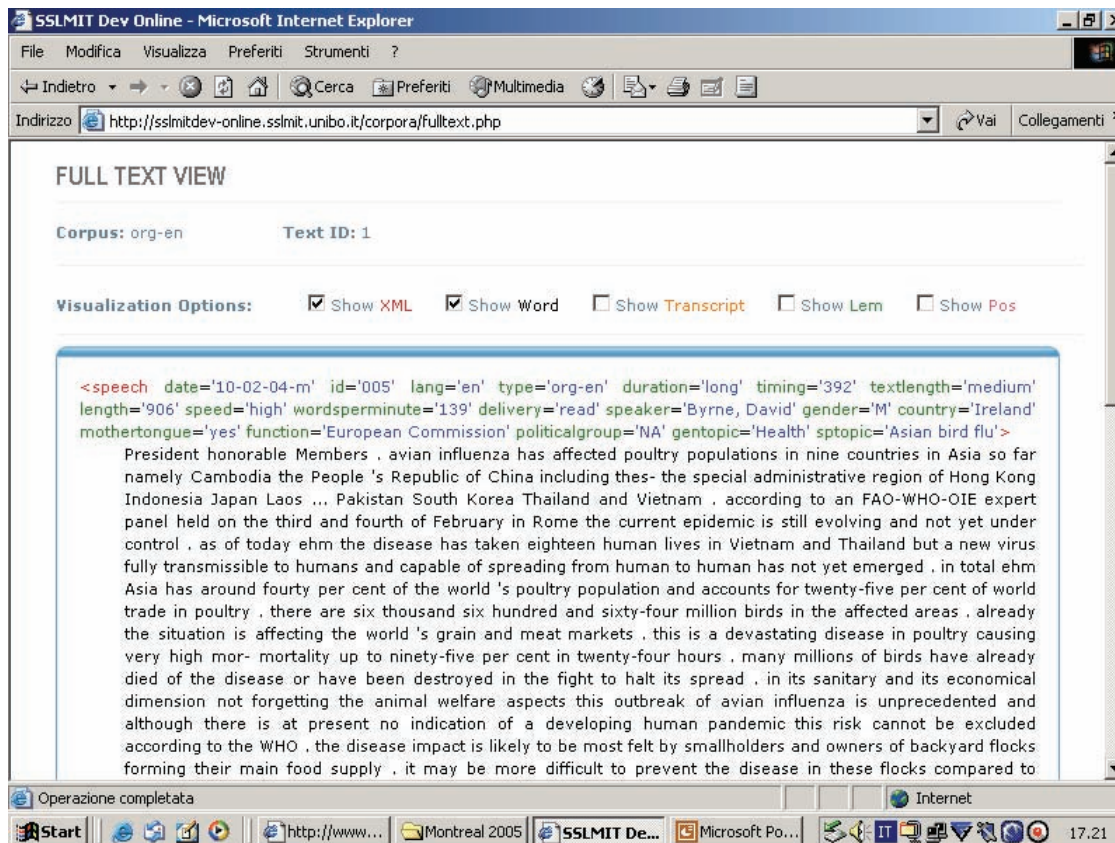 SSLMIT Dev Online - Microsoft Internet Explorer
File Modifica Visualizza Preferiti Strumenti ?
Indietro Cerca Preferiti Multimedia
Indirizzo http://sslmitdev-online.sslmit.unibo.it/corpora/fulltext.php Vai Collegamenti
FULL TEXT VIEW
Corpus: org-en Text ID: 1
Visualization Options: Show XML Show Word Show Transcript Show Lem Show Pos
<speech date='10-02-04-m' id='005' lang='en' type='org-en' duration='long' timing='392' textlength='medium'
length='906' speed='high' wordsperminute='139' delivery='read' speaker='Byrne, David' gender='M' country='Ireland'
mothertongue='yes' function='European Commission' politicalgroup='NA' gentopic='Health' sptopic='Asian bird flu'>
President honorable Members , avian influenza has affected poultry populations in nine countries in Asia so far
namely Cambodia the People 's Republic of China including thes- the special administrative region of Hong Kong
Indonesia Japan Laos ... Pakistan South Korea Thailand and Vietnam , according to an FAO-WHO-OIE expert
panel held on the third and fourth of February in Rome the current epidemic is still evolving and not yet under
control , as of today ehm the disease has taken eighteen human lives in Vietnam and Thailand but a new virus
fully transmissible to humans and capable of spreading from human to human has not yet emerged , in total ehm
Asia has around fourty per cent of the world 's poultry population and accounts for twenty-five per cent of world
trade in poultry , there are six thousand six hundred and sixty-four million birds in the affected areas , already
the situation is affecting the world 's grain and meat markets , this is a devastating disease in poultry causing
very high mor- mortality up to ninety-five per cent in twenty-four hours , many millions of birds have already
died of the disease or have been destroyed in the fight to halt its spread , in its sanitary and its economical
dimension not forgetting the animal welfare aspects this outbreak of avian influenza is unprecedented and
although there is at present no indication of a developing human pandemic this risk cannot be excluded
according to the WHO , the disease impact is likely to be most felt by smallholders and owners of backyard flocks
forming their main food supply , it may be more difficult to prevent the disease in these flocks compared to
Operazione completata Internet
Start http://www... Montreal 2005 SSLMIT De... Microsoft Po... IT 17.21